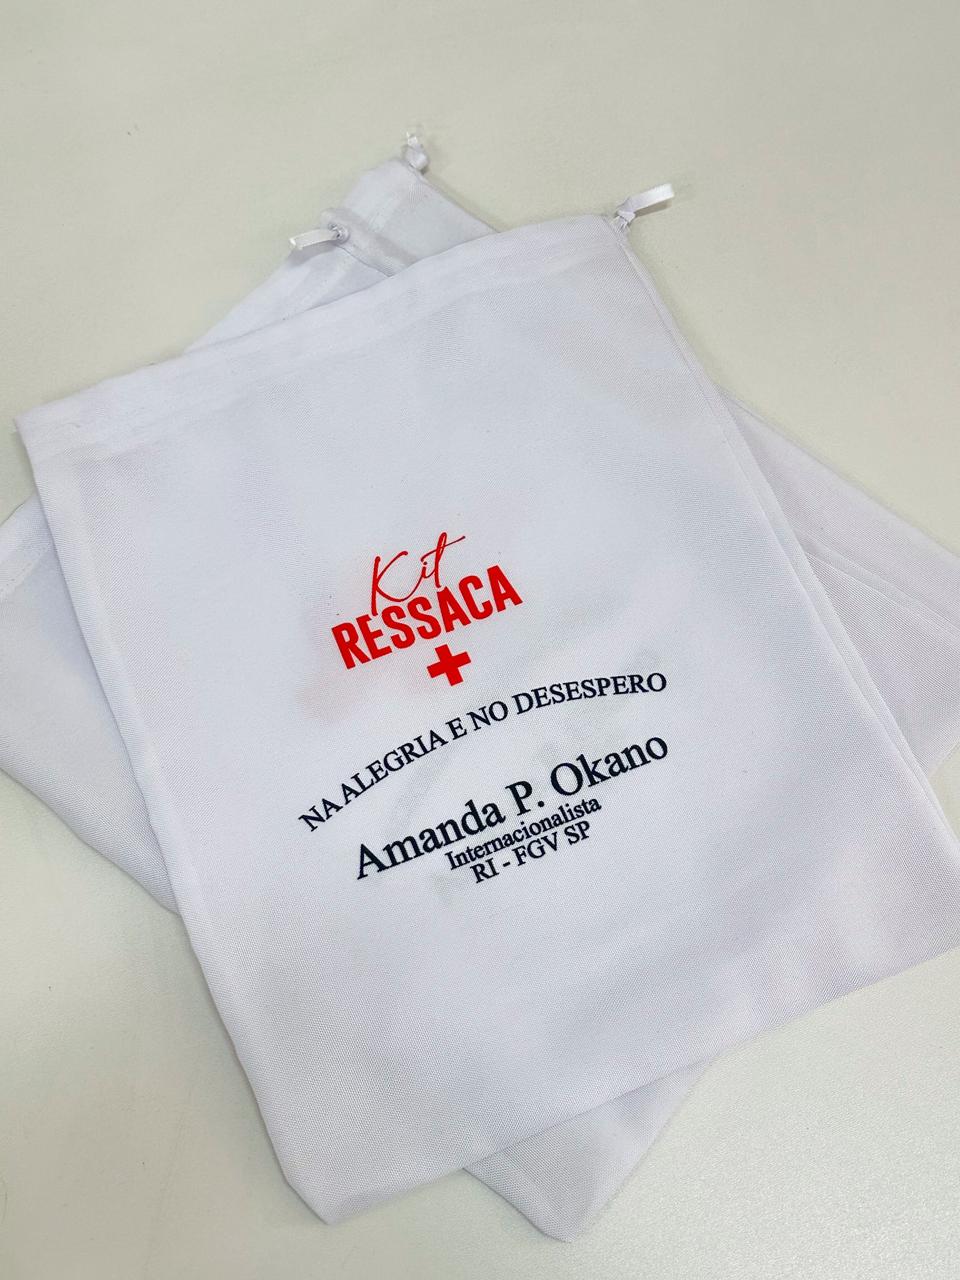 Kit
RESSACA
NA ALEGRIA E NO DESESPERO
Amanda P. Okano
Internacionalista
RI - FGV SP